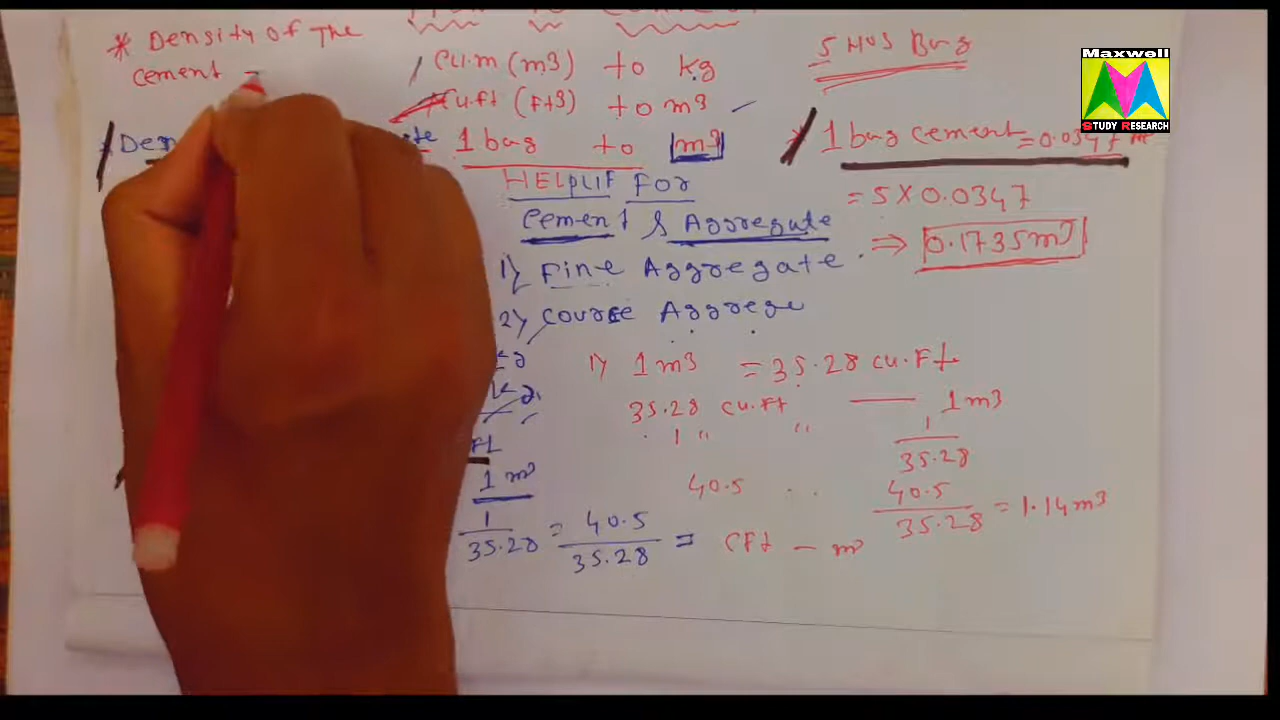 * Density of The
cement =
cu.m (m3) to kg
cu.ft (ft3) to m3
1 bag to m3
HELPLIF FOR
Cement & Aggregate
1) Fine Aggregate
2) Course Aggrege
5 NOS Bag
Maxwell
STUDY RESEARCH
* 1 bag cement = 0.0347 m
= 5 X 0.0347
⇒ 0.1735m3
1) 1 m3 = 35.28 cu.Ft
35.28 cu.ft — 1 m3
1 " " 1/35.28
40.5 .. 40.5/35.28 = 1.14 m3
1 m3
1/35.28 = 40.5/35.28 = CFt - m3